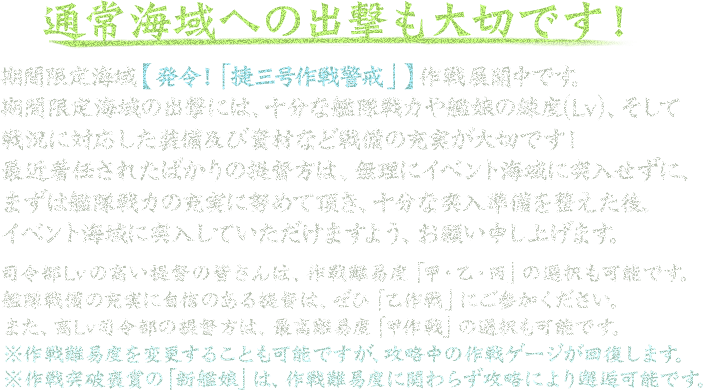 通常海域への出撃も大切です！
期間限定海域【発令！「捷三号作戦警戒」】作戦展開中です。
期間限定海域の出撃には、十分な艦隊戦力や艦娘の練度(Lv)、そして
戦況に対応した装備及び資材など戦備の充実が大切です！
最近着任されたばかりの提督方は、無理にイベント海域に突入せずに、
まずは艦隊戦力の充実に努めて頂き、十分な突入準備を整えた後、
イベント海域に突入していただけますよう、お願い申し上げます。
司令部Lvの高い提督の皆さんは、作戦難易度「甲・乙・丙」の選択も可能です。
艦隊戦備の充実に自信のある提督は、ぜひ「乙作戦」にご参加ください。
また、高Lv司令部の提督方は、最高難易度「甲作戦」の選択も可能です。
※作戦難易度を変更することも可能ですが、攻略中の作戦ゲージが回復します。
※作戦突破褒賞の「新艦娘」は、作戦難易度に関わらず攻略により邂逅可能です。